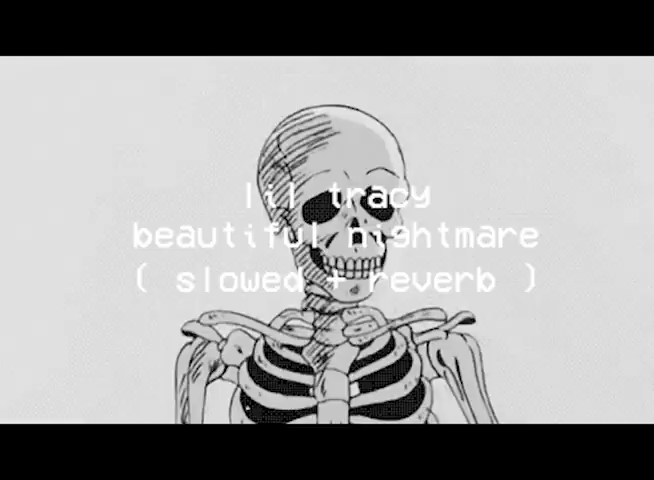 lil tracy
beautiful nightmare
( slowed + reverb )